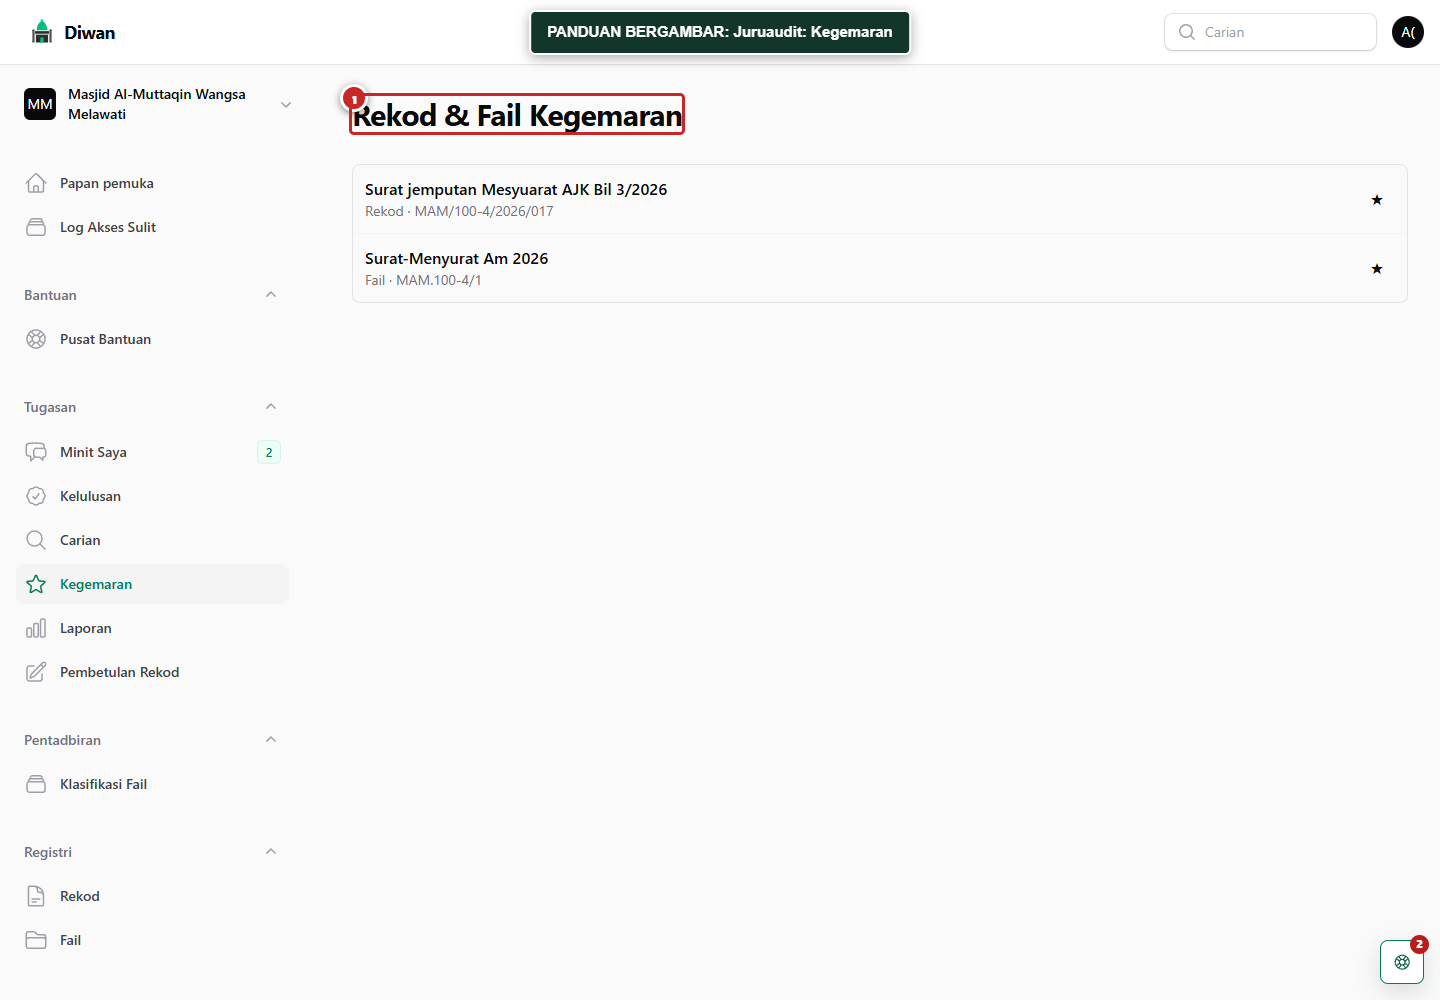 Diwan
PANDUAN BERGAMBAR: Juruaudit: Kegemaran
Carian
A(
MM
Masjid Al-Muttaqin Wangsa
Melawati
Papan pemuka
Log Akses Sulit
Bantuan
Pusat Bantuan
Tugasan
Minit Saya
2
Kelulusan
Carian
Kegemaran
Laporan
Pembetulan Rekod
Pentadbiran
Klasifikasi Fail
Registri
Rekod
Fail
1
Rekod & Fail Kegemaran
Surat jemputan Mesyuarat AJK Bil 3/2026
Rekod · MAM/100-4/2026/017
★
Surat-Menyurat Am 2026
Fail · MAM.100-4/1
★
2